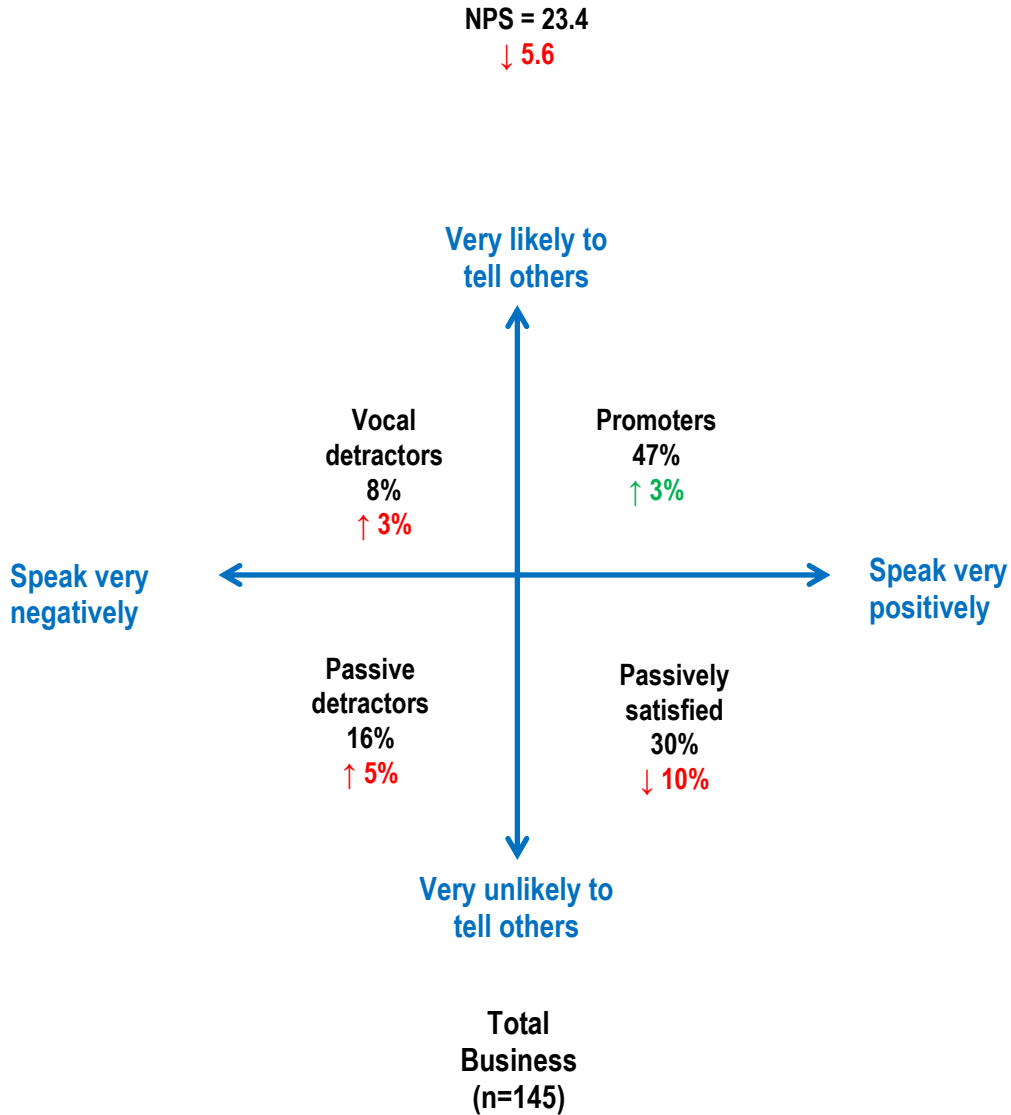 NPS = 23.4
↓ 5.6
Very likely to
tell others
Vocal
detractors
8%
↑ 3%
Promoters
47%
↑ 3%
Speak very
negatively
Speak very
positively
Passive
detractors
16%
↑ 5%
Passively
satisfied
30%
↓ 10%
Very unlikely to
tell others
Total
Business
(n=145)